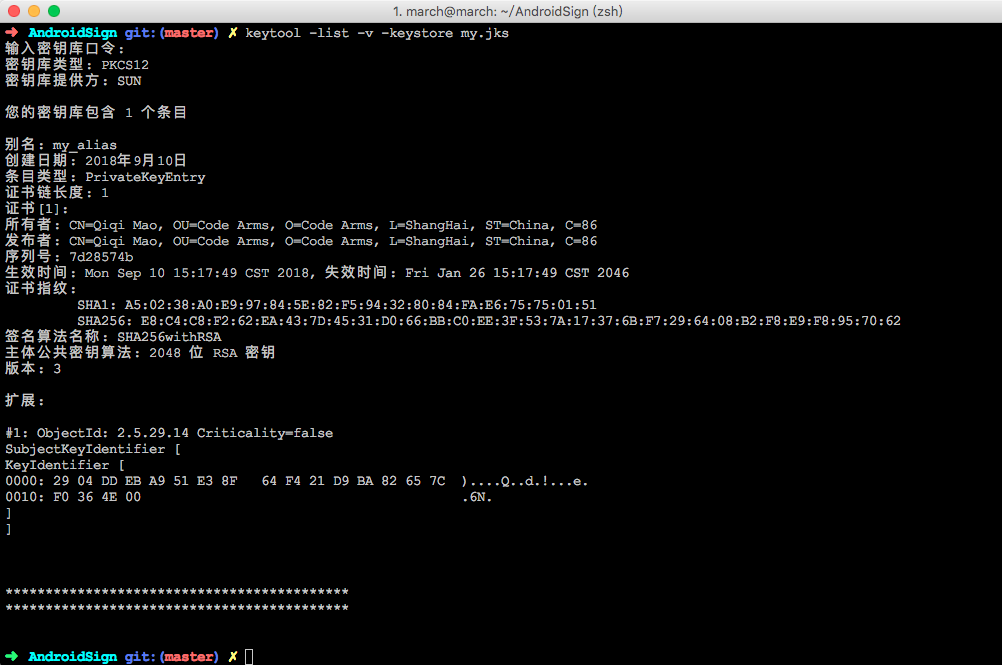 1. march@march: ~/AndroidSign (zsh)
➜ AndroidSign git:(master) ✗ keytool -list -v -keystore my.jks
输入密钥库口令:
密钥库类型: PKCS12
密钥库提供方: SUN
您的密钥库包含 1 个条目
别名: my_alias
创建日期: 2018年9月10日
条目类型: PrivateKeyEntry
证书链长度: 1
证书[1]:
所有者: CN=Qiqi Mao, OU=Code Arms, O=Code Arms, L=ShangHai, ST=China, C=86
发布者: CN=Qiqi Mao, OU=Code Arms, O=Code Arms, L=ShangHai, ST=China, C=86
序列号: 7d28574b
生效时间: Mon Sep 10 15:17:49 CST 2018, 失效时间: Fri Jan 26 15:17:49 CST 2046
证书指纹:
SHA1: A5:02:38:A0:E9:97:84:5E:82:F5:94:32:80:84:FA:E6:75:75:01:51
SHA256: E8:C4:C8:F2:62:EA:43:7D:45:31:D0:66:BB:C0:EE:3F:53:7A:17:37:6B:F7:29:64:08:B2:F8:E9:F8:95:70:62
签名算法名称: SHA256withRSA
主体公共密钥算法: 2048 位 RSA 密钥
版本: 3
扩展:
#1: ObjectId: 2.5.29.14 Criticality=false
SubjectKeyIdentifier [
KeyIdentifier [
0000: 29 04 DD EB A9 51 E3 8F   64 F4 21 D9 BA 82 65 7C  )....Q..d.!...e.
0010: F0 36 4E 00                                        .6N.
]
]
*******************************************
*******************************************
➜ AndroidSign git:(master) ✗